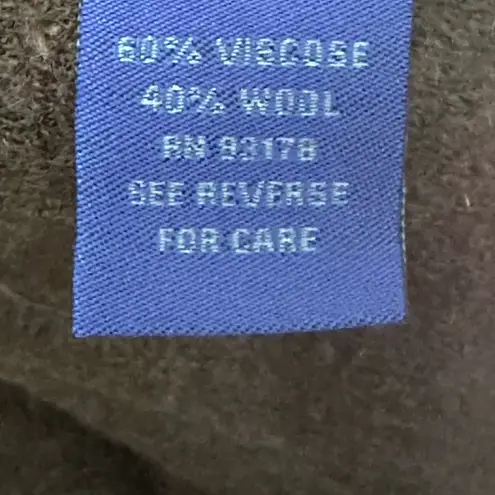 60% VISCOSE
40% WOOL
RN 93178
SEE REVERSE
FOR CARE